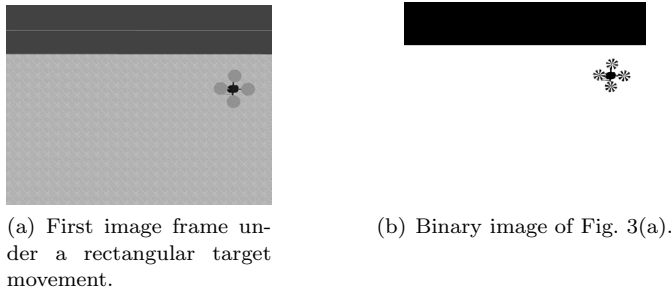 (a) First image frame un-
der a rectangular target
movement.
(b) Binary image of Fig. 3(a).